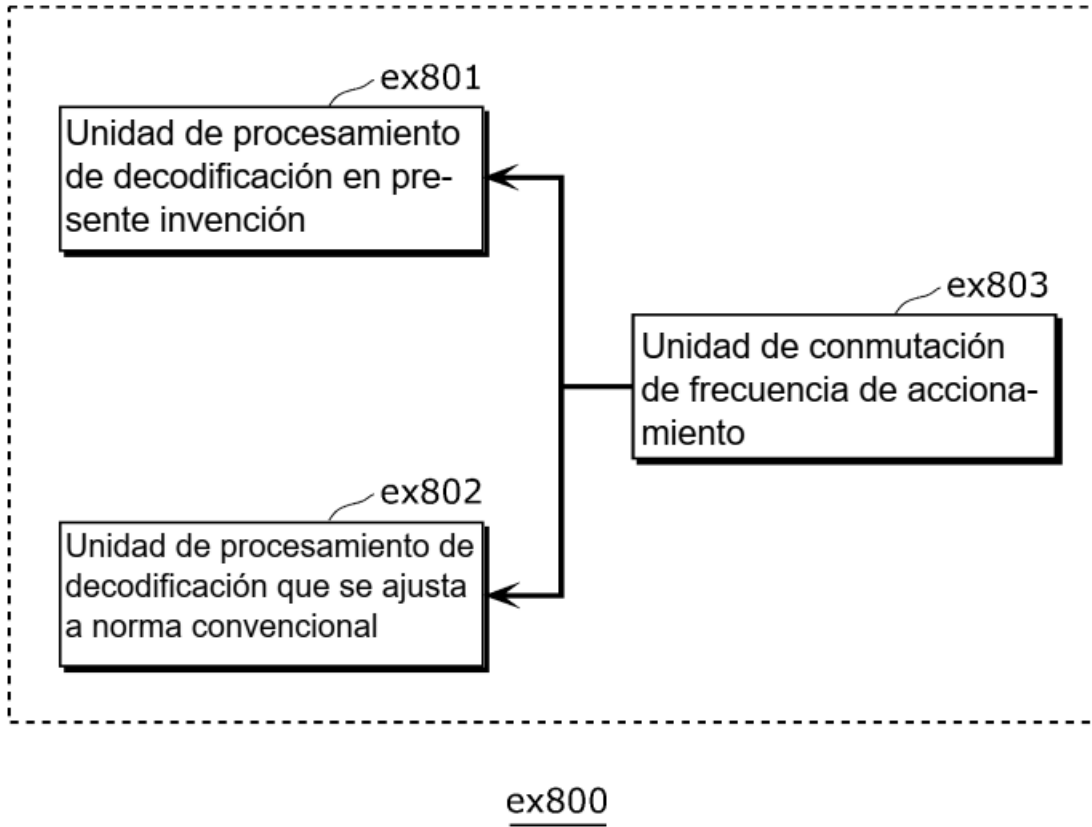 ex801
Unidad de procesamiento
de decodificación en pre-
sente invención
ex803
Unidad de conmutación
de frecuencia de acciona-
miento
ex802
Unidad de procesamiento de
decodificación que se ajusta
a norma convencional
ex800